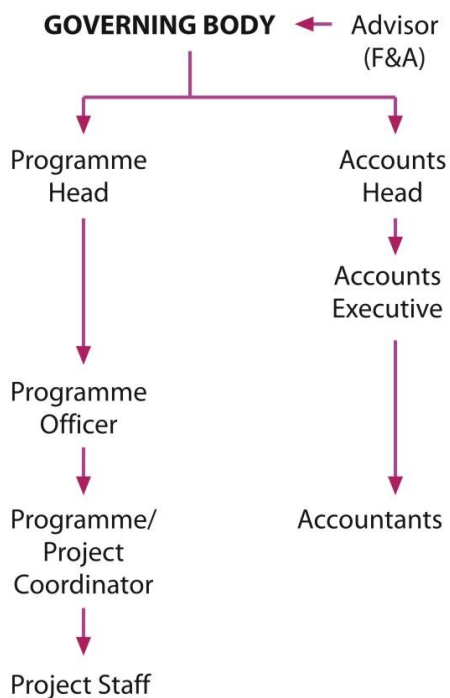 GOVERNING BODY
Advisor
(F&A)
Programme
Head
Accounts
Head
Accounts
Executive
Programme
Officer
Programme/
Project
Coordinator
Accountants
Project Staff